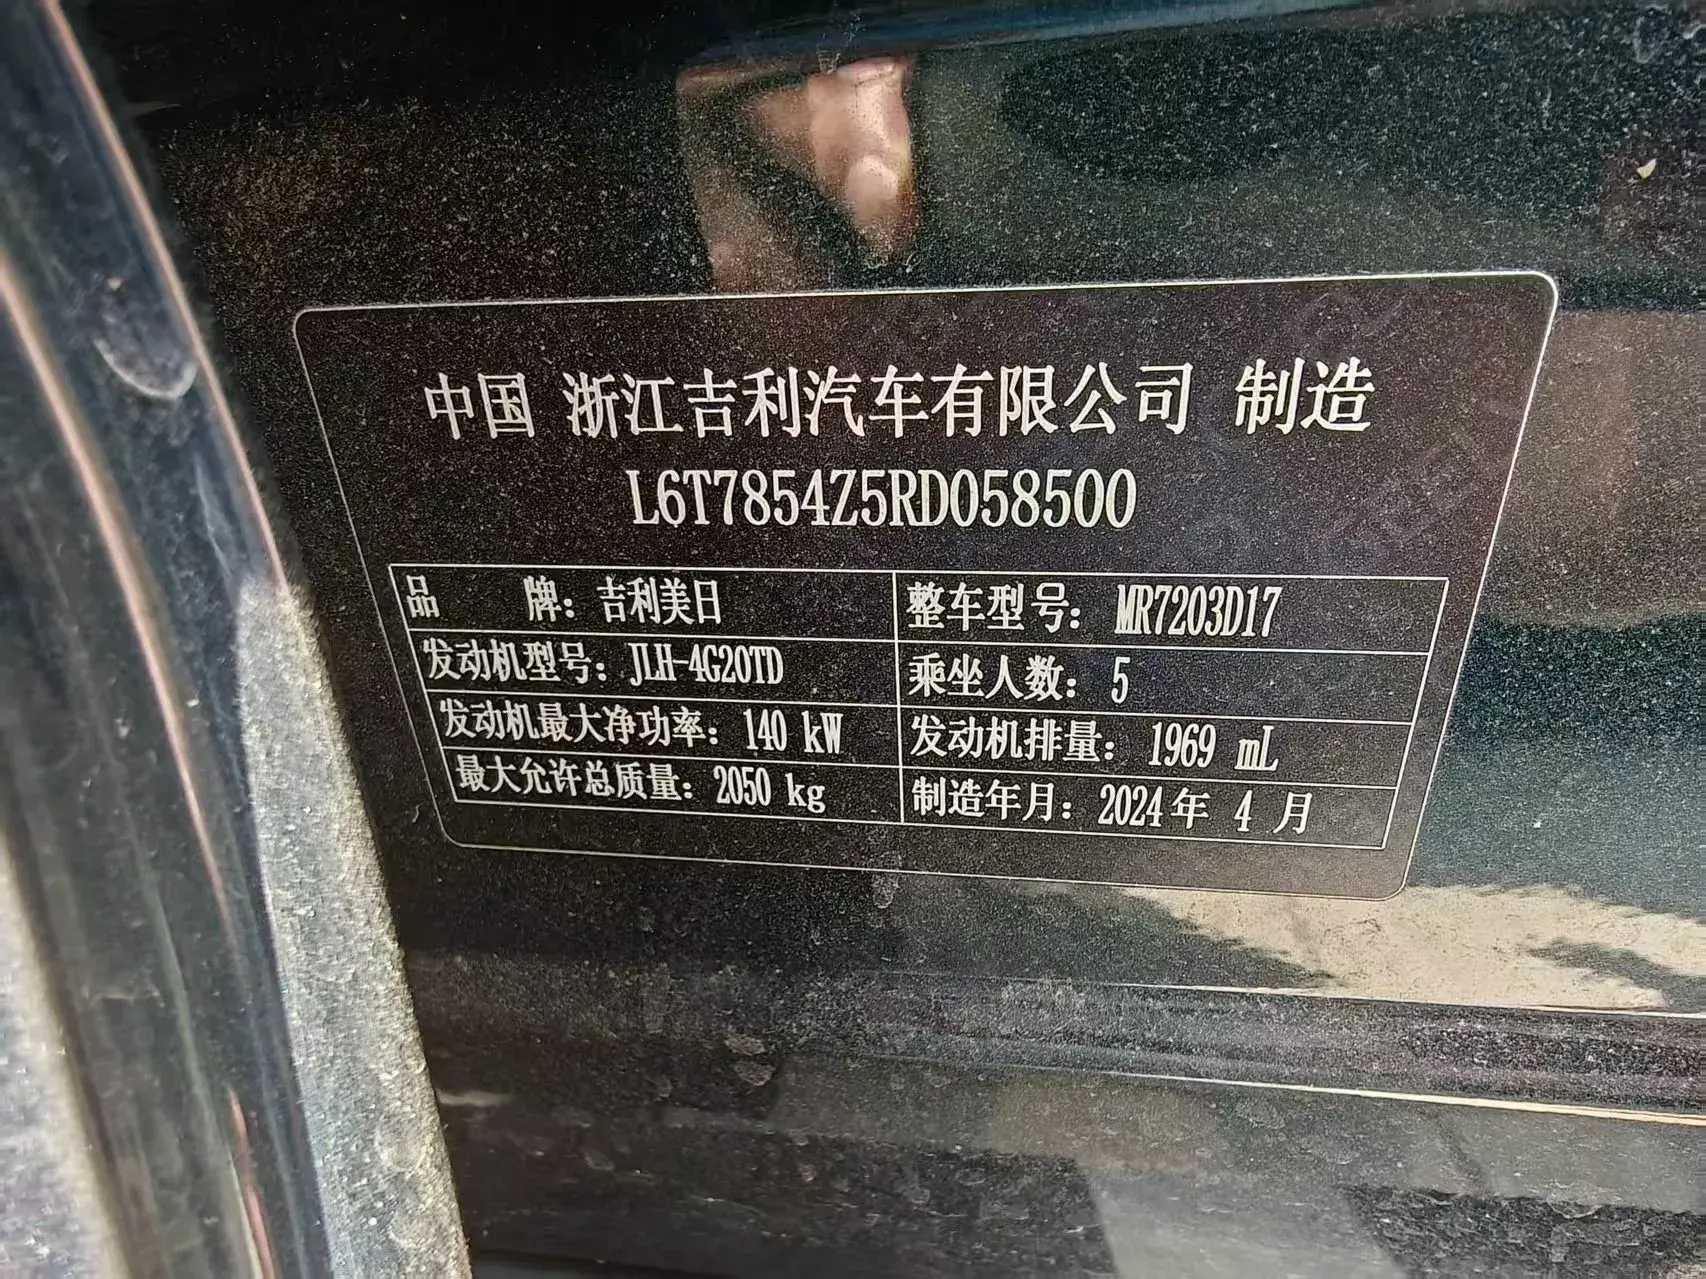 中国 浙江吉利汽车有限公司 制造
L6T7854Z5RD058500
品 牌：吉利美日 整车型号：MR7203D17
发动机型号：JLH-4G20TD 乘坐人数：5
发动机最大净功率：140 kW 发动机排量：1969 mL
最大允许总质量：2050 kg 制造年月：2024年 4 月